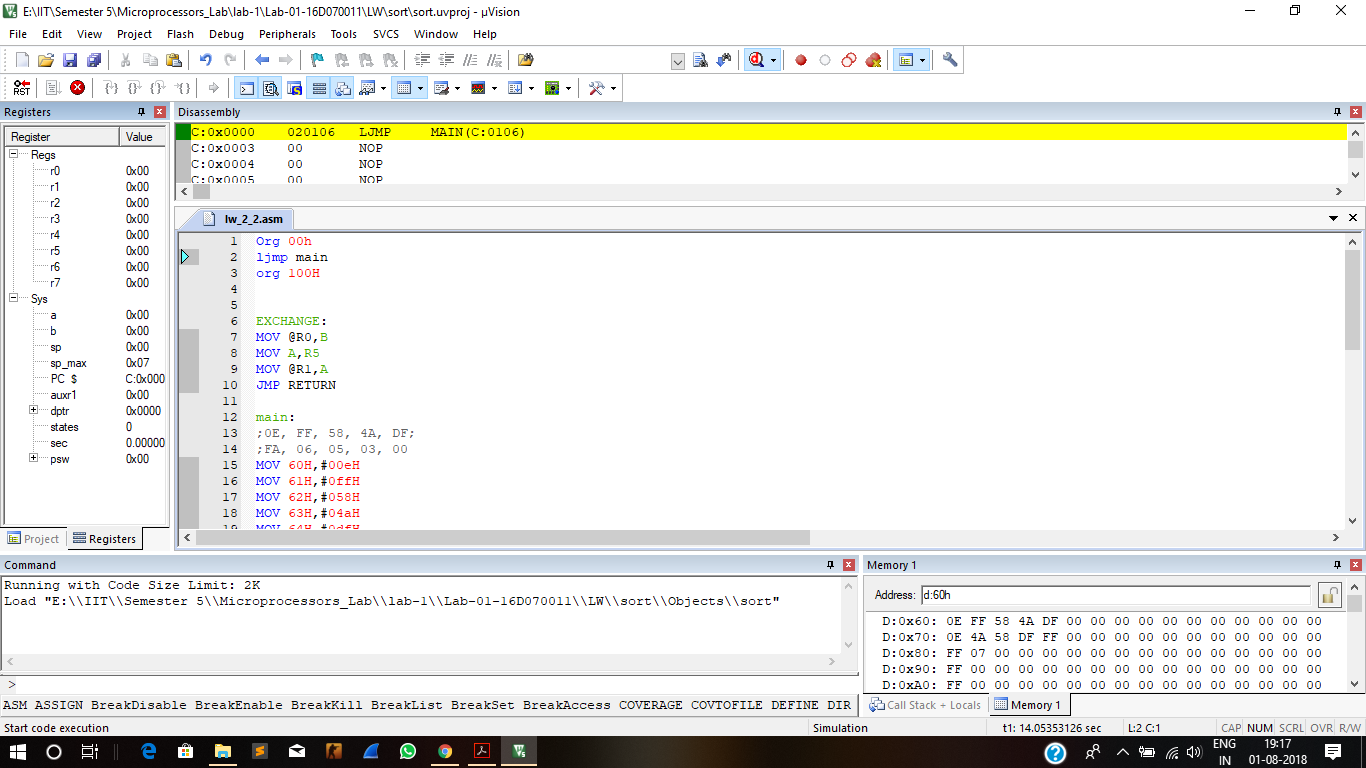 E:\IIT\Semester 5\Microprocessors_Lab\lab-1\Lab-01-16D070011\LW\sort\sort.uvproj - µVision
File Edit View Project Flash Debug Peripherals Tools SVCS Window Help
RST
Registers
Register Value
Regs
r0 0x00
r1 0x00
r2 0x00
r3 0x00
r4 0x00
r5 0x00
r6 0x00
r7 0x00
Sys
a 0x00
b 0x00
sp 0x00
sp_max 0x07
PC $ C:0x000
auxr1 0x00
dptr 0x0000
states 0
sec 0.00000
psw 0x00
Project Registers
Disassembly
C:0x0000 020106 LJMP MAIN(C:0106)
C:0x0003 00 NOP
C:0x0004 00 NOP
C:0x0005 00 NOP
lw_2_2.asm
1 Org 00h
2 ljmp main
3 org 100H
4
5
6 EXCHANGE:
7 MOV @R0,B
8 MOV A,R5
9 MOV @R1,A
10 JMP RETURN
11
12 main:
13 ;0E, FF, 58, 4A, DF;
14 ;FA, 06, 05, 03, 00
15 MOV 60H,#00eH
16 MOV 61H,#0ffH
17 MOV 62H,#058H
18 MOV 63H,#04aH
19 MOV 64H,#0dfH
Command
Running with Code Size Limit: 2K
Load "E:\\IIT\\Semester 5\\Microprocessors_Lab\\lab-1\\Lab-01-16D070011\\LW\\sort\\Objects\\sort"
>
ASM ASSIGN BreakDisable BreakEnable BreakKill BreakList BreakSet BreakAccess COVERAGE COVTOFILE DEFINE DIR
Memory 1
Address: d:60h
D:0x60: 0E FF 58 4A DF 00 00 00 00 00 00 00 00 00 00 00
D:0x70: 0E 4A 58 DF FF 00 00 00 00 00 00 00 00 00 00 00
D:0x80: FF 07 00 00 00 00 00 00 00 00 00 00 00 00 00 00
D:0x90: FF 00 00 00 00 00 00 00 00 00 00 00 00 00 00 00
D:0xA0: FF 00 00 00 00 00 00 00 00 00 00 00 00 00 00 00
Call Stack + Locals Memory 1
Start code execution Simulation t1: 14.05353126 sec L:2 C:1 CAP NUM SCRL OVR R/W
ENG 19:17
IN 01-08-2018